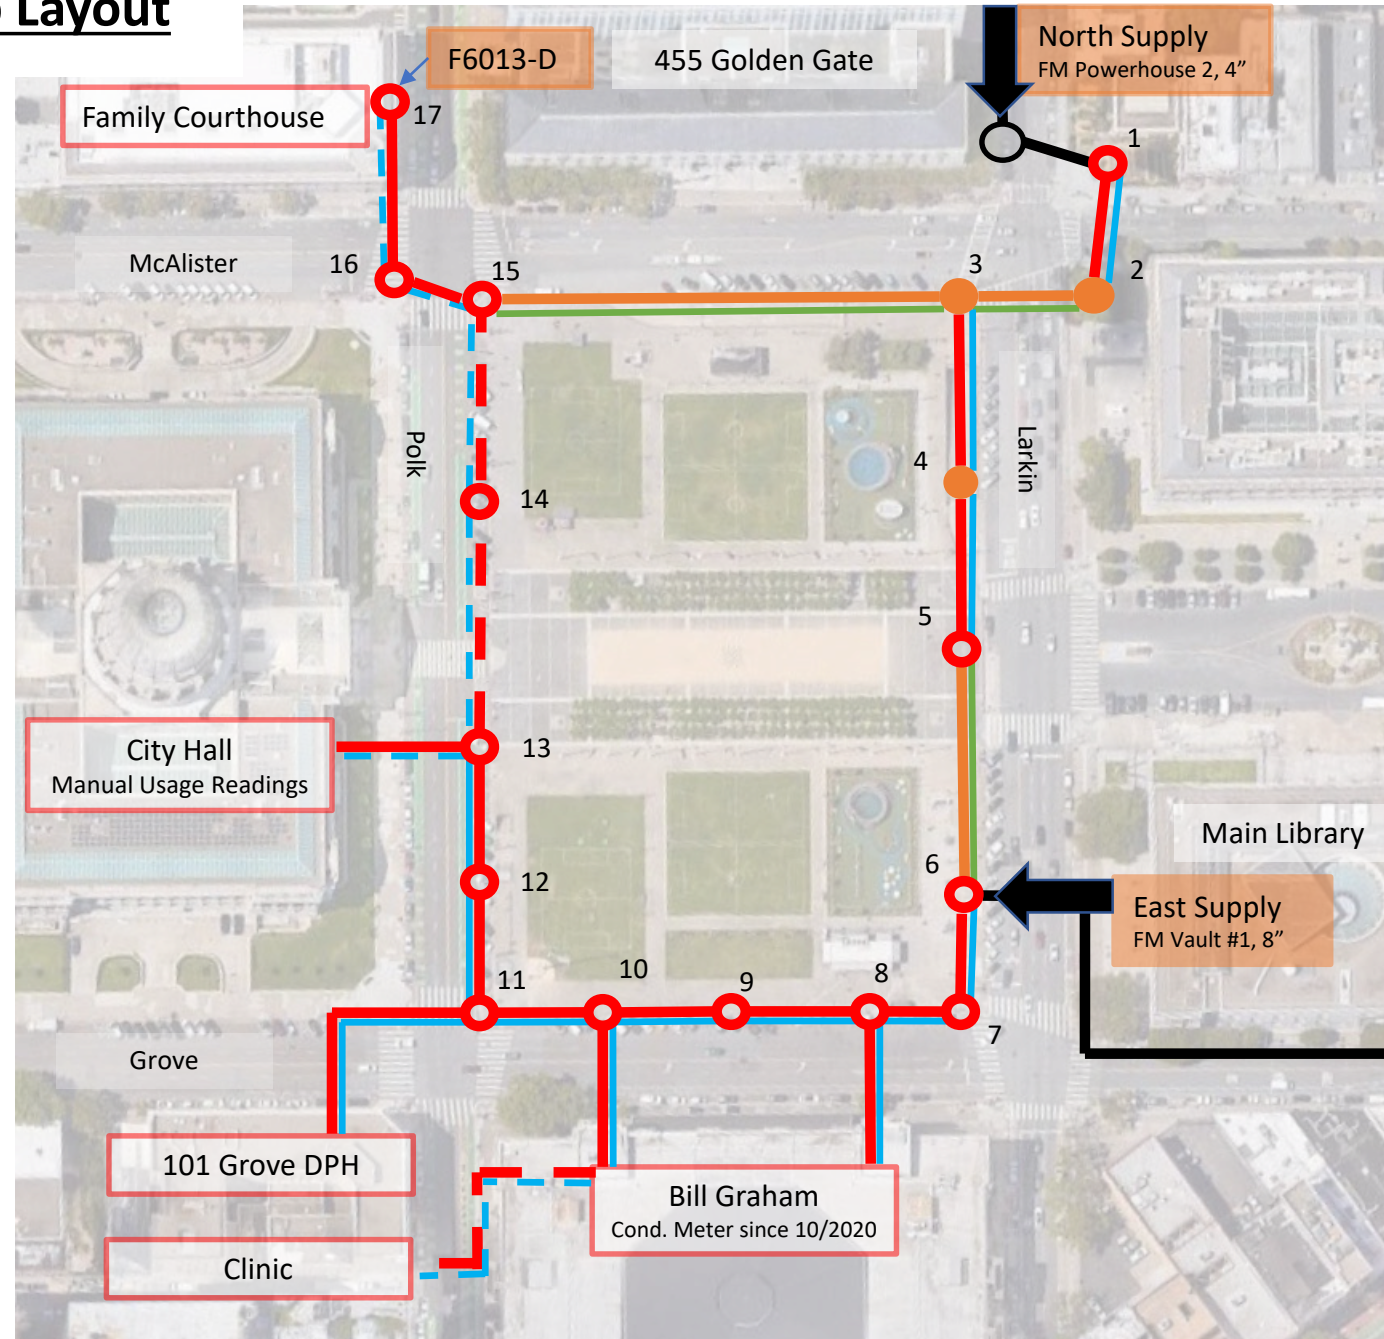 Layout
F6013-D
455 Golden Gate
North Supply
FM Powerhouse 2, 4”
Family Courthouse
17
1
McAlister
16
15
3
2
Polk
Larkin
4
14
5
City Hall
Manual Usage Readings
13
Main Library
6
12
East Supply
FM Vault #1, 8”
11
10
9
8
7
Grove
101 Grove DPH
Bill Graham
Cond. Meter since 10/2020
Clinic